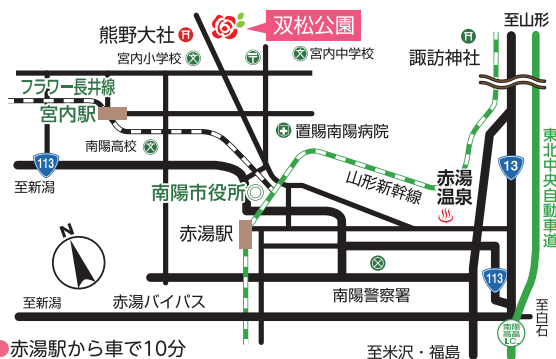 双松公園
至山形
熊野大社
宮内小学校
宮内中学校
諏訪神社
フラワー長井線
宮内駅
置賜南陽病院
南陽高校
113
至新潟
南陽市役所
山形新幹線
赤湯
温泉
13
東北中央自動車道
赤湯駅
N
113
南陽警察署
至新潟
赤湯バイパス
至白石
南陽
高畠
I.C.
赤湯駅から車で10分
至米沢・福島